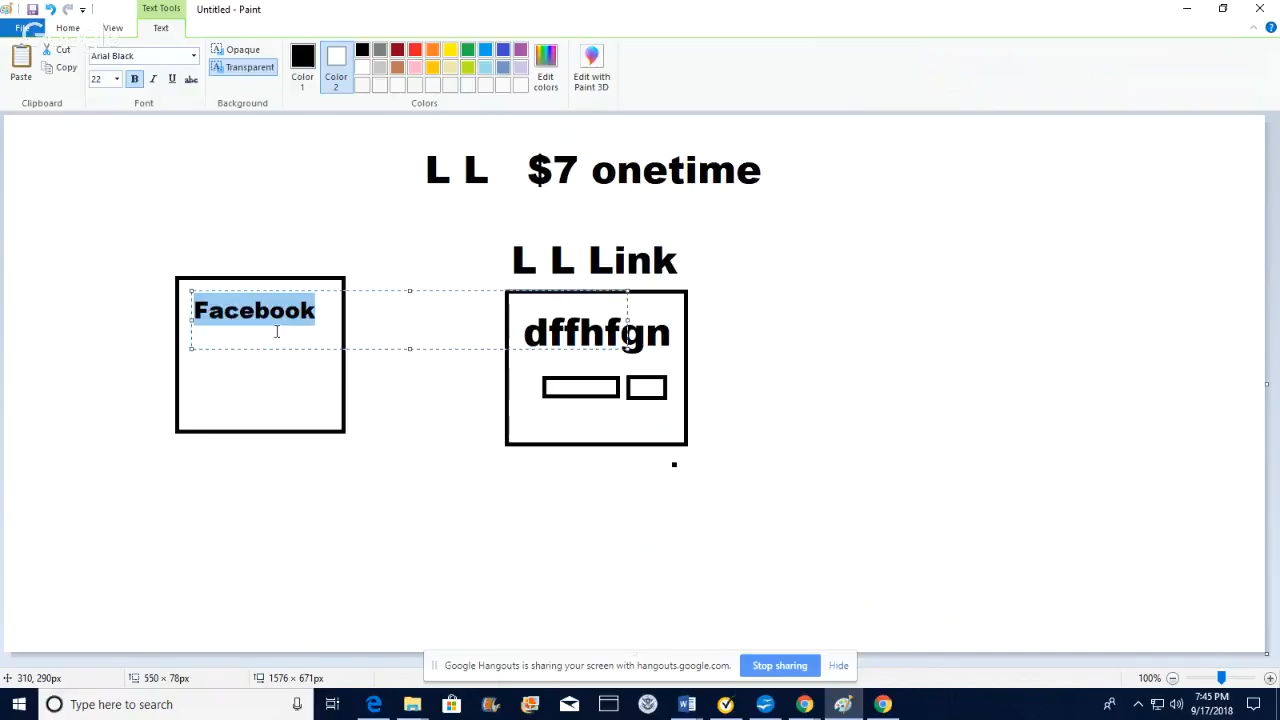 Text Tools
Untitled - Paint
File
Home
View
Text
Paste
Cut
Copy
Clipboard
Arial Black
22
B
I
U
abc
Font
Opaque
Transparent
Background
Color
1
Color
2
Edit
colors
Colors
Edit with
Paint 3D
L L $7 onetime
L L Link
Facebook
dffhfgn
Google Hangouts is sharing your screen with hangouts.google.com.
Stop sharing
Hide
310, 290px
550 × 78px
1576 × 671px
100%
Type here to search
7:45 PM
9/17/2018